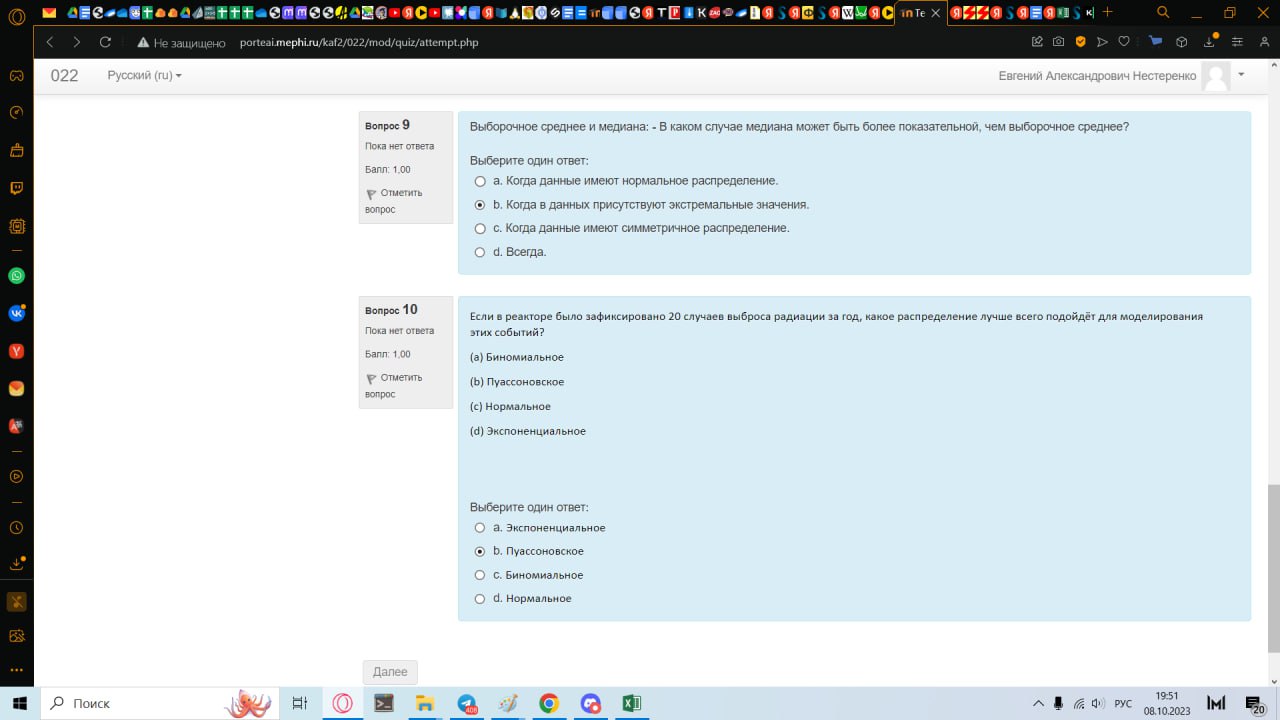 Те
Не защищено
porteai.mephi.ru/kaf2/022/mod/quiz/attempt.php
022
Русский (ru)
Евгений Александрович Нестеренко
Вопрос 9
Пока нет ответа
Балл: 1,00
Отметить
вопрос
Выборочное среднее и медиана: - В каком случае медиана может быть более показательной, чем выборочное среднее?
Выберите один ответ:
a. Когда данные имеют нормальное распределение.
b. Когда в данных присутствуют экстремальные значения.
c. Когда данные имеют симметричное распределение.
d. Всегда.
Вопрос 10
Пока нет ответа
Балл: 1,00
Отметить
вопрос
Если в реакторе было зафиксировано 20 случаев выброса радиации за год, какое распределение лучше всего подойдёт для моделирования
этих событий?
(a) Биномиальное
(b) Пуассоновское
(c) Нормальное
(d) Экспоненциальное
Выберите один ответ:
a. Экспоненциальное
b. Пуассоновское
c. Биномиальное
d. Нормальное
Далее
Поиск
РУС
19:51
08.10.2023
20